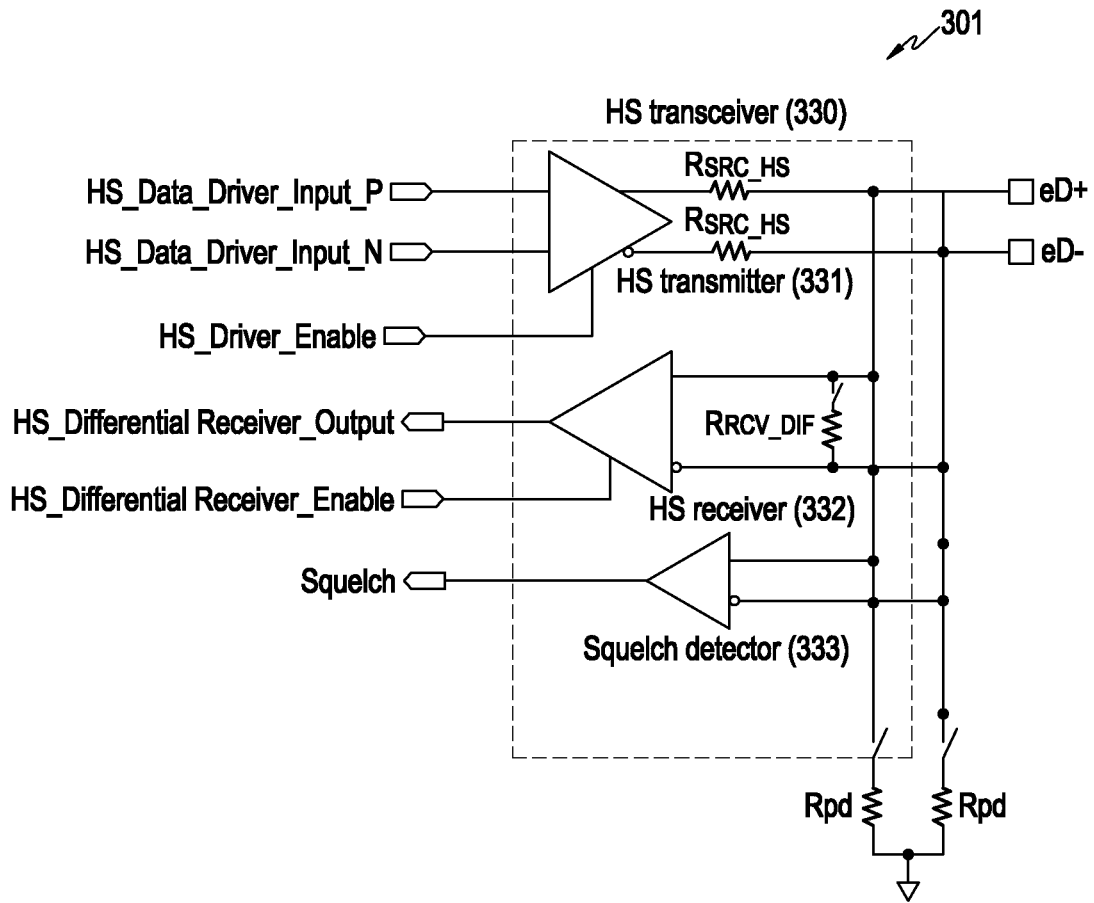 301
HS transceiver (330)
HS_Data_Driver_Input_P
RSRC_HS
eD+
HS_Data_Driver_Input_N
RSRC_HS
eD-
HS transmitter (331)
HS_Driver_Enable
HS_Differential Receiver_Output
RRCV_DIF
HS_Differential Receiver_Enable
HS receiver (332)
Squelch
Squelch detector (333)
Rpd
Rpd